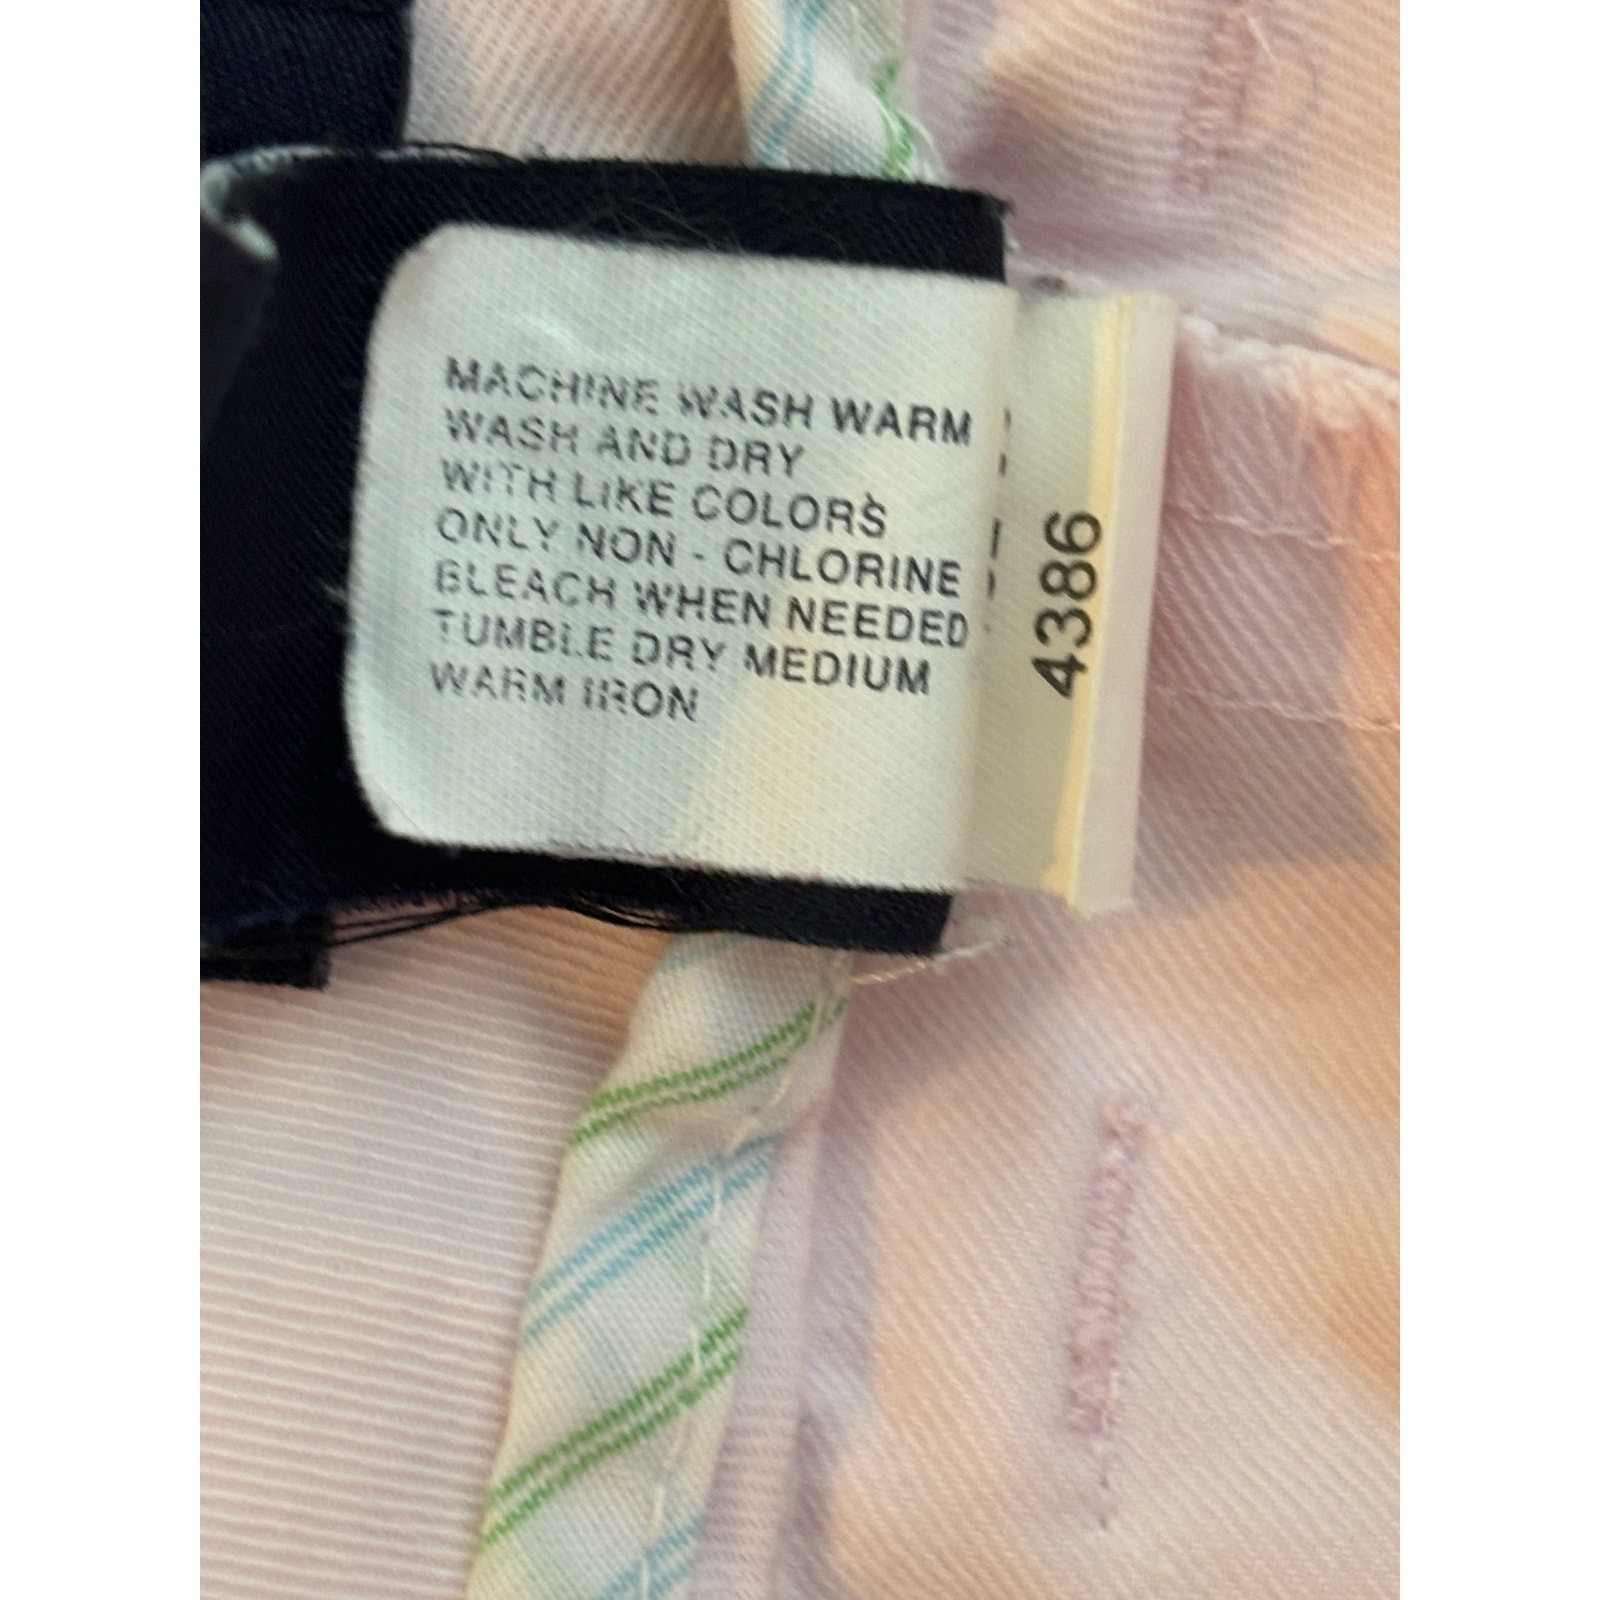 MACHINE WASH WARM
WASH AND DRY
WITH LIKE COLORS
ONLY NON - CHLORINE
BLEACH WHEN NEEDED
TUMBLE DRY MEDIUM
WARM IRON
4386